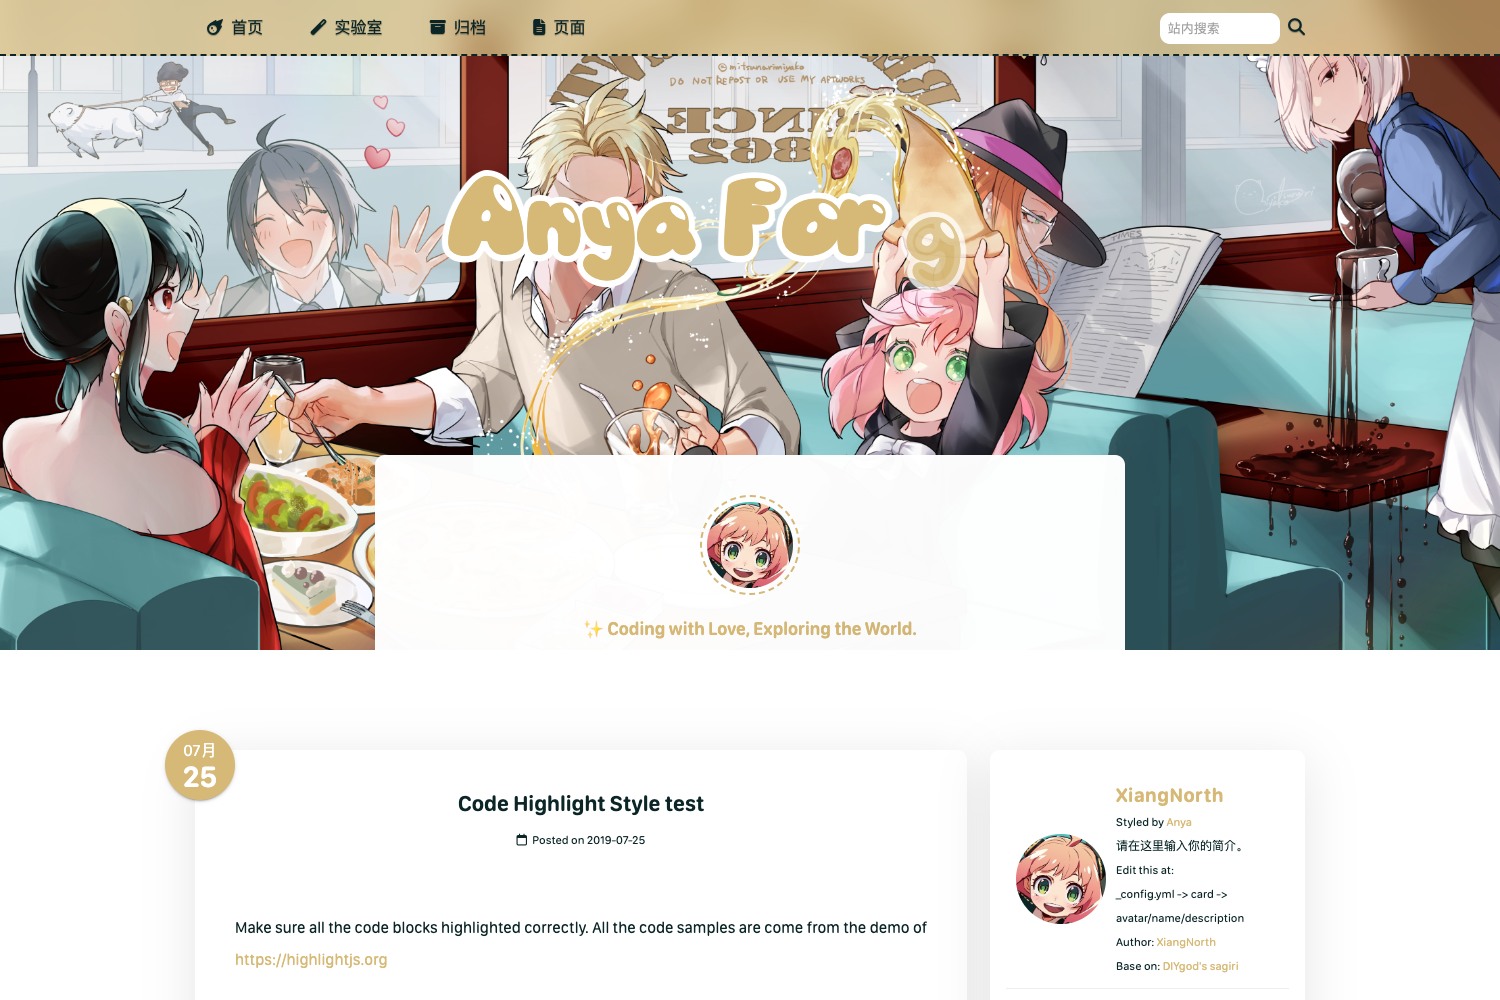 首页
实验室
归档
页面
站内搜索
@mitsunarimiyako
DO NOT REPOST OR USE MY ARTWORKS
SINCE
1862
TIMES
Anya Forg
✨ Coding with Love, Exploring the World.
07月
25
Code Highlight Style test
Posted on 2019-07-25
Make sure all the code blocks highlighted correctly. All the code samples are come from the demo of
https://highlightjs.org
XiangNorth
Styled by Anya
请在这里输入你的简介。
Edit this at:
_config.yml -> card ->
avatar/name/description
Author: XiangNorth
Base on: DIYgod's sagiri